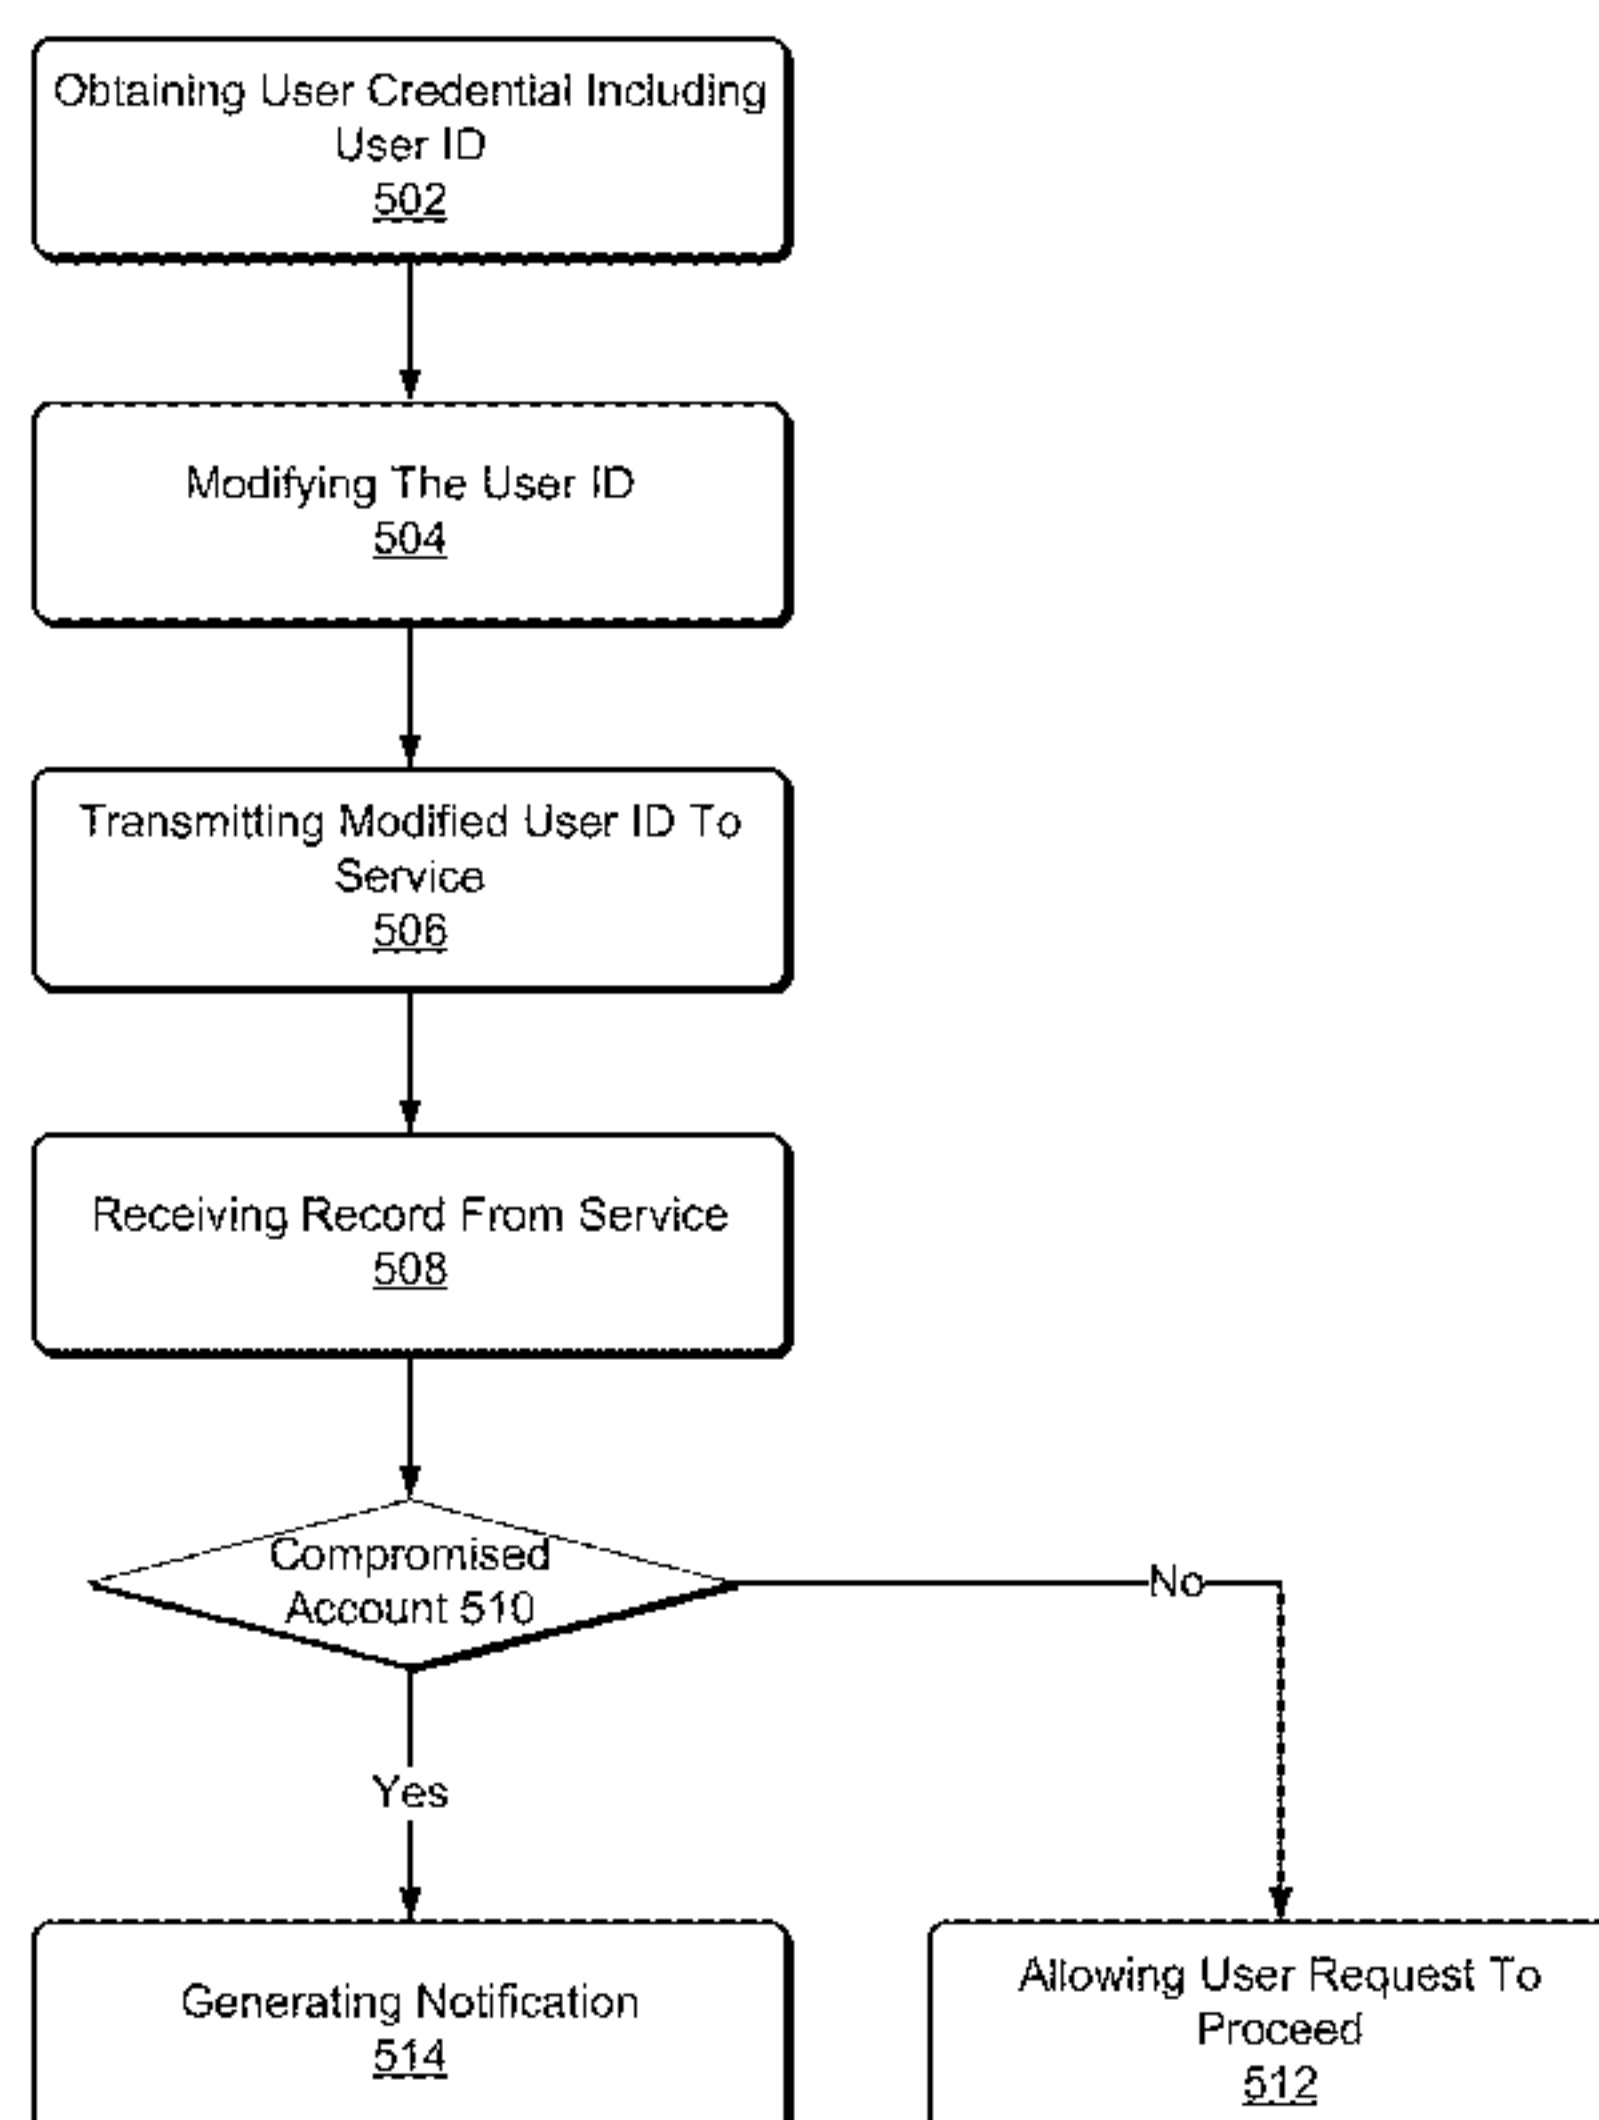 Obtaining User Credential Including
User ID
502
Modifying The User ID
504
Transmitting Modified User ID To
Service
506
Receiving Record From Service
508
Compromised
Account 510
No
Yes
Generating Notification
514
Allowing User Request To
Proceed
512